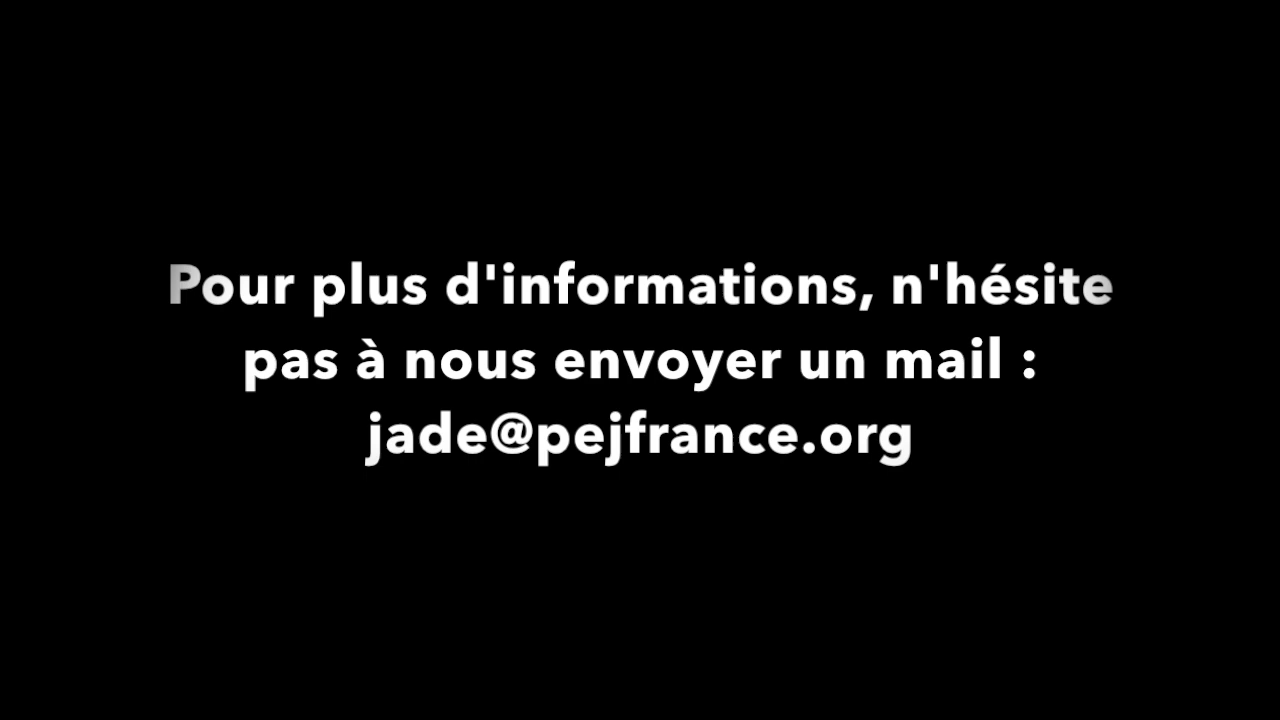 Pour plus d'informations, n'hésite
pas à nous envoyer un mail :
jade@pejfrance.org